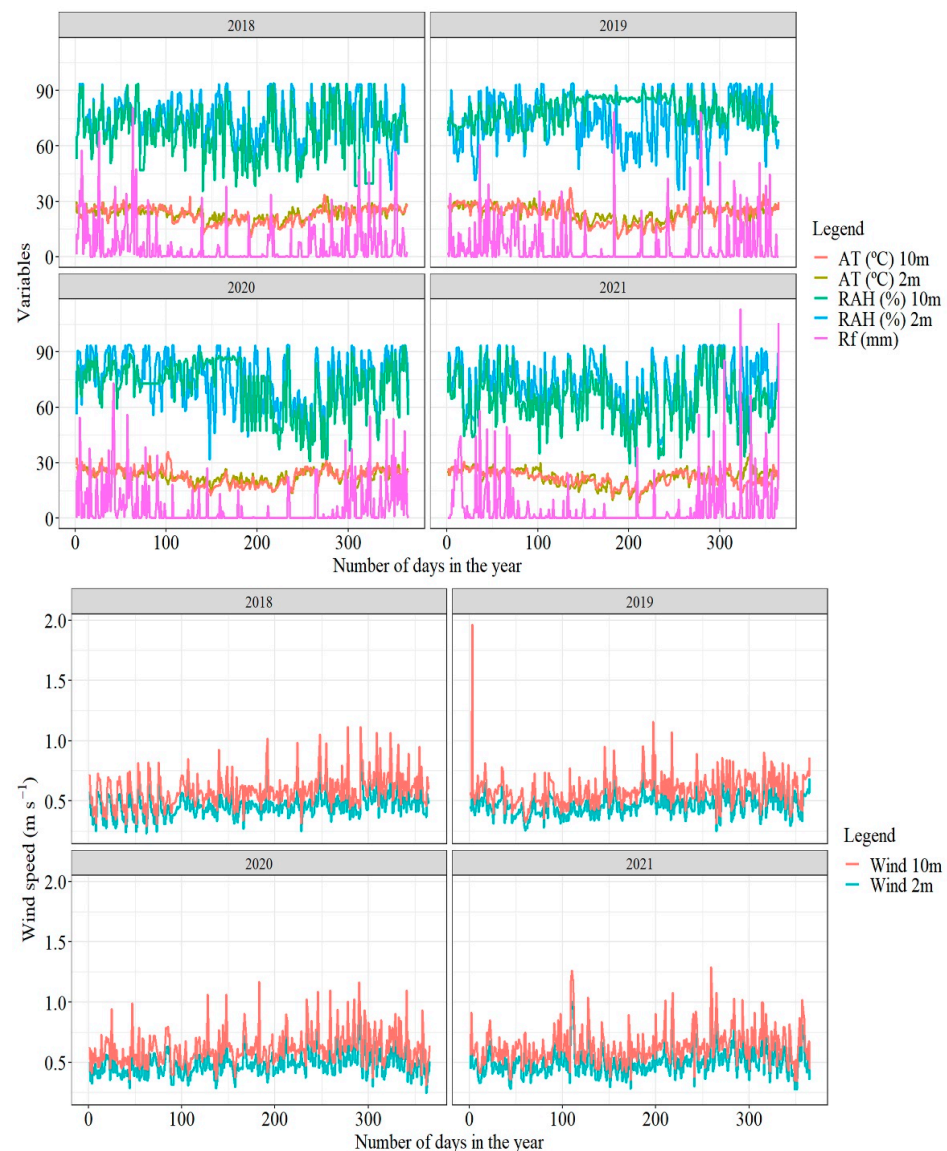 2018 2019
90
60
30
0
Variables
Legend
AT (ºC) 10m
AT (ºC) 2m
RAH (%) 10m
RAH (%) 2m
Rf (mm)
2020 2021
90
60
30
0
0 100 200 300 0 100 200 300
Number of days in the year
2018 2019
2.0
1.5
1.0
0.5
Wind speed (m s⁻¹)
Legend
Wind 10m
Wind 2m
2020 2021
2.0
1.5
1.0
0.5
0 100 200 300 0 100 200 300
Number of days in the year